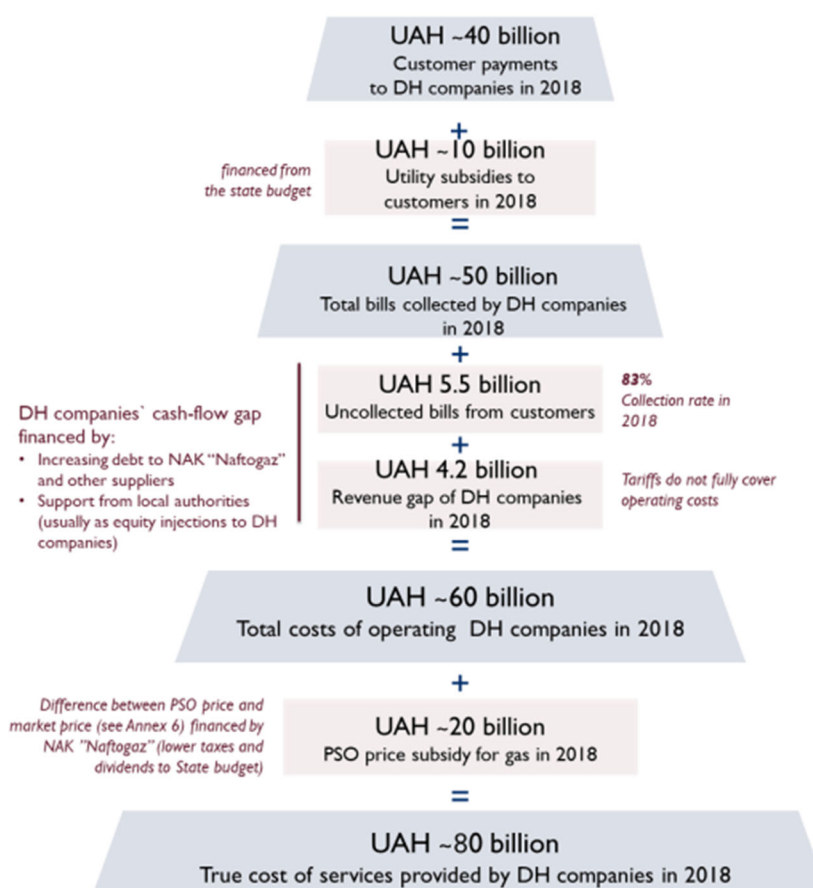 UAH ~40 billion
Customer payments
to DH companies in 2018
+
financed from
the state budget
UAH ~10 billion
Utility subsidies to
customers in 2018
=
UAH ~50 billion
Total bills collected by DH companies
in 2018
+
DH companies` cash-flow gap
financed by:
• Increasing debt to NAK "Naftogaz"
and other suppliers
• Support from local authorities
(usually as equity injections to DH
companies)
UAH 5.5 billion
Uncollected bills from customers
83%
Collection rate in
2018
+
UAH 4.2 billion
Revenue gap of DH companies
in 2018
Tariffs do not fully cover
operating costs
=
UAH ~60 billion
Total costs of operating DH companies in 2018
+
Difference between PSO price and
market price (see Annex 6) financed by
NAK "Naftogaz" (lower taxes and
dividends to State budget)
UAH ~20 billion
PSO price subsidy for gas in 2018
=
UAH ~80 billion
True cost of services provided by DH companies in 2018